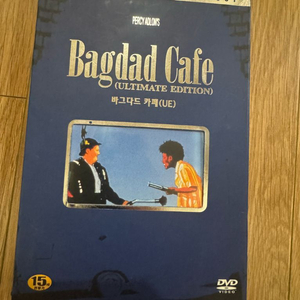 PERCY ADLON'S
Bagdad Cafe
(ULTIMATE EDITION)
바그다드 카페(UE)
15
DVD
VIDEO